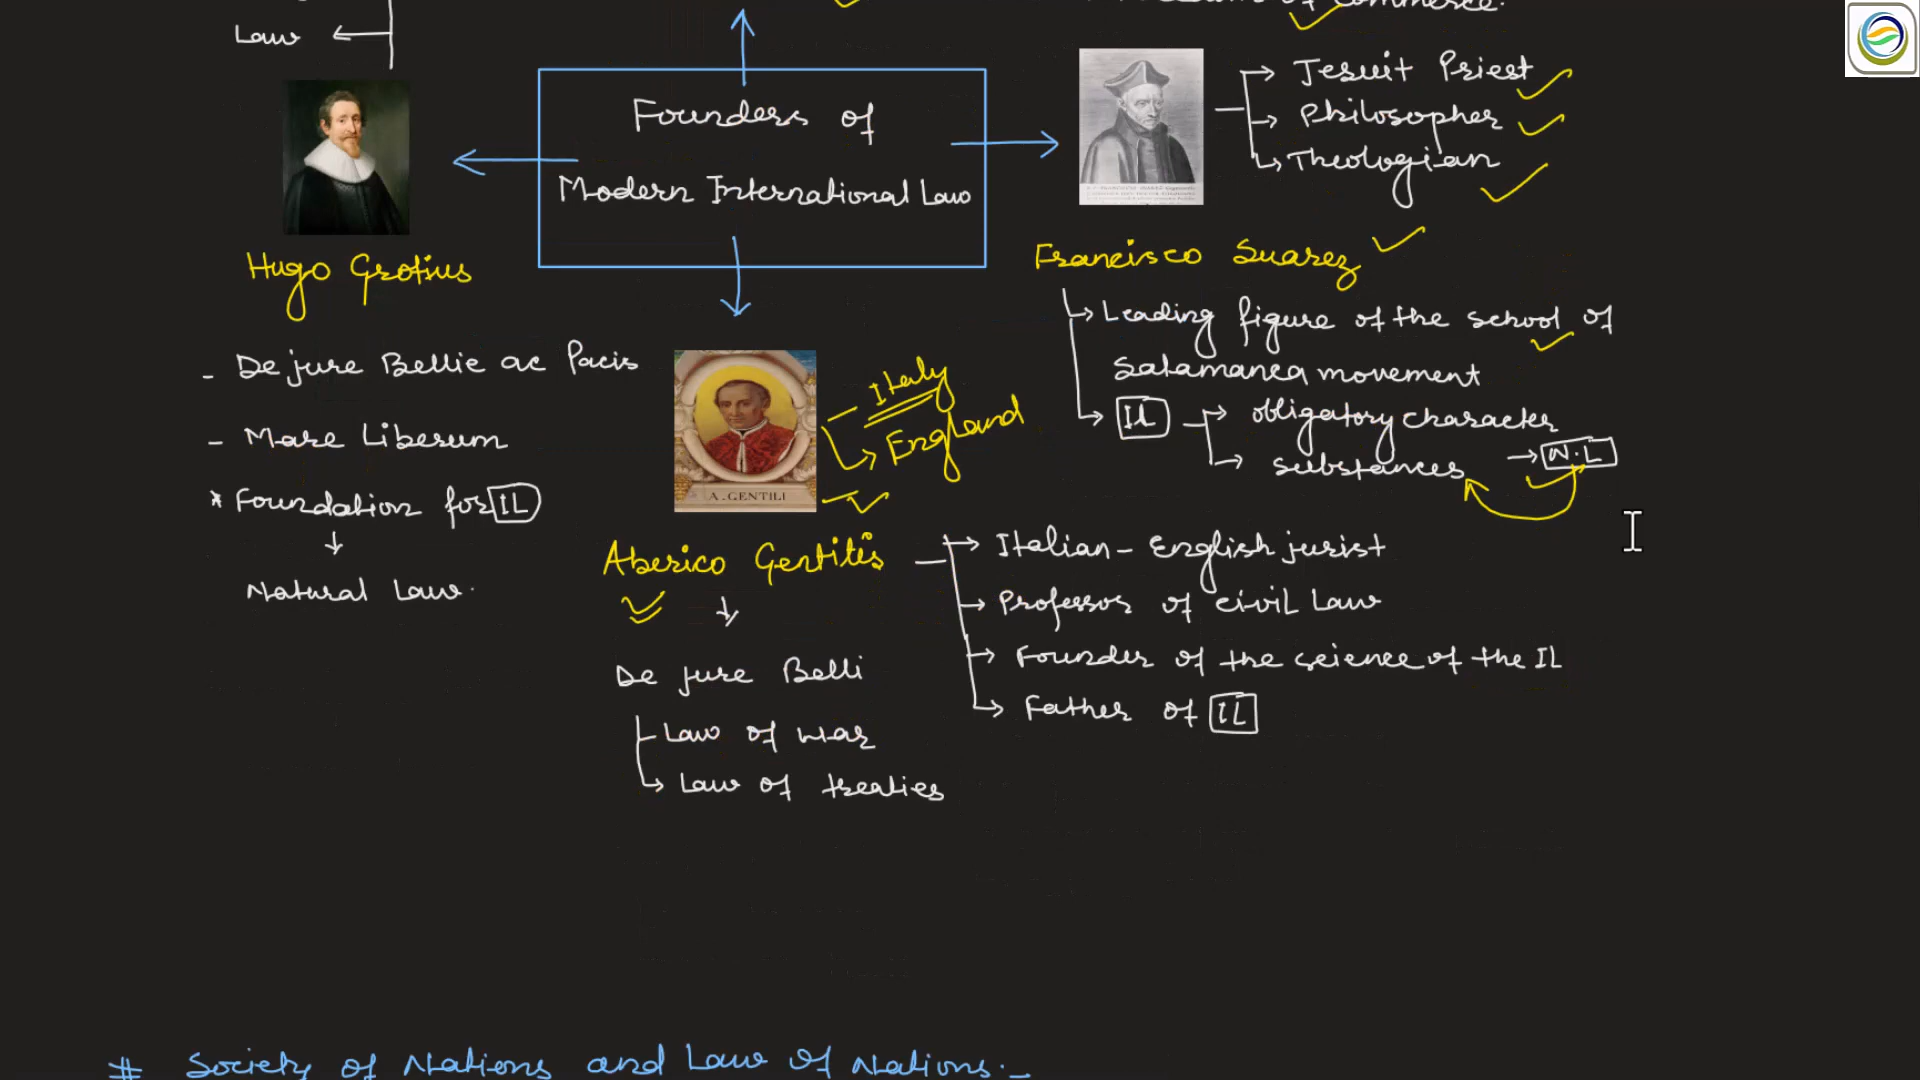 of Commerce.
Law
Founders of
Modern International Law
Jesuit Priest
Philosopher
Theologian
Hugo Grotius
Francisco Suarez
- De jure Bellie ac Pacis
- Mare Liberum
* Foundation for IL
Natural Law.
Leading figure of the school of
Salamanca movement
IL
obligatory character
substances
N.L
Italy
England
A. GENTILI
Aberico Gentilis
Italian - English jurist
Professor of civil Law
Founder of the science of the IL
Father of IL
De jure Belli
Law of war
Law of treaties
# Society of Nations and Law of Nations:-